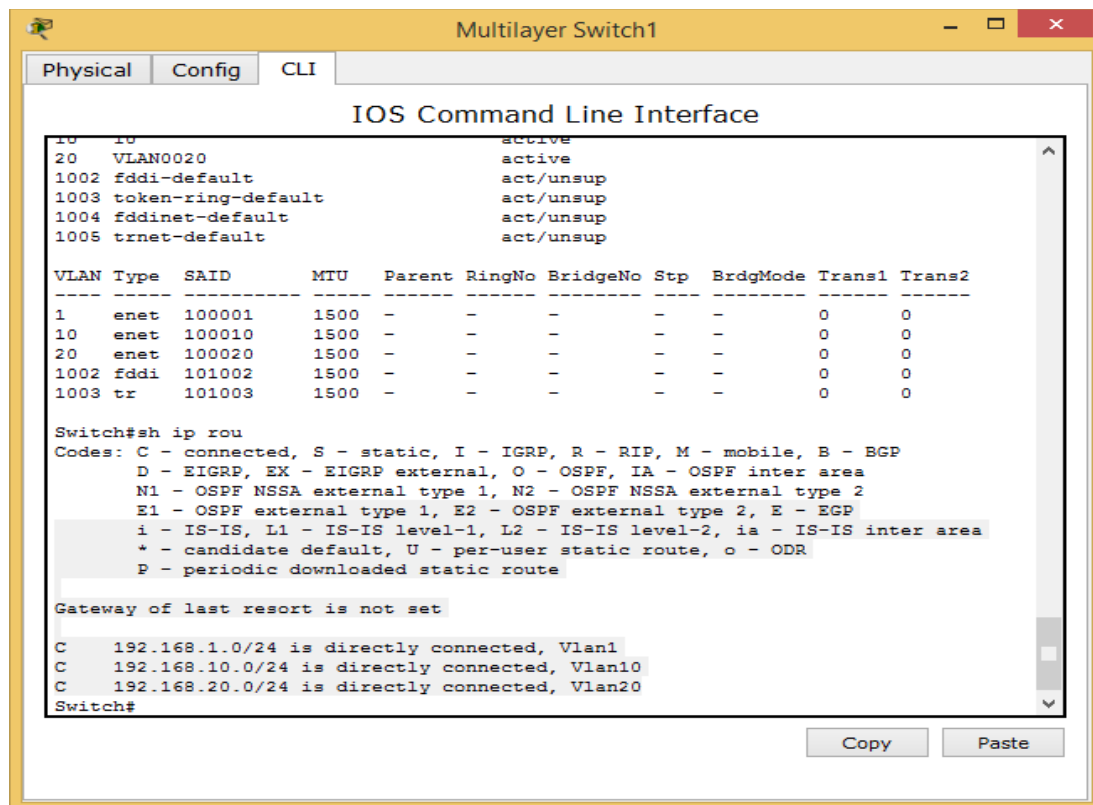 Multilayer Switch1
Physical Config CLI
IOS Command Line Interface
10   10                               active
20   VLAN0020                         active
1002 fddi-default                     act/unsup
1003 token-ring-default               act/unsup
1004 fddinet-default                  act/unsup
1005 trnet-default                    act/unsup
VLAN Type  SAID       MTU   Parent RingNo BridgeNo Stp  BrdgMode Trans1 Trans2
---- ----- ---------- ----- ------ ------ -------- ---- -------- ------ ------
1    enet  100001     1500  -      -      -        -    -        0      0
10   enet  100010     1500  -      -      -        -    -        0      0
20   enet  100020     1500  -      -      -        -    -        0      0
1002 fddi  101002     1500  -      -      -        -    -        0      0
1003 tr    101003     1500  -      -      -        -    -        0      0
Switch#sh ip rou
Codes: C - connected, S - static, I - IGRP, R - RIP, M - mobile, B - BGP
       D - EIGRP, EX - EIGRP external, O - OSPF, IA - OSPF inter area
       N1 - OSPF NSSA external type 1, N2 - OSPF NSSA external type 2
       E1 - OSPF external type 1, E2 - OSPF external type 2, E - EGP
       i - IS-IS, L1 - IS-IS level-1, L2 - IS-IS level-2, ia - IS-IS inter area
       * - candidate default, U - per-user static route, o - ODR
       P - periodic downloaded static route
Gateway of last resort is not set
C    192.168.1.0/24 is directly connected, Vlan1
C    192.168.10.0/24 is directly connected, Vlan10
C    192.168.20.0/24 is directly connected, Vlan20
Switch#
Copy Paste